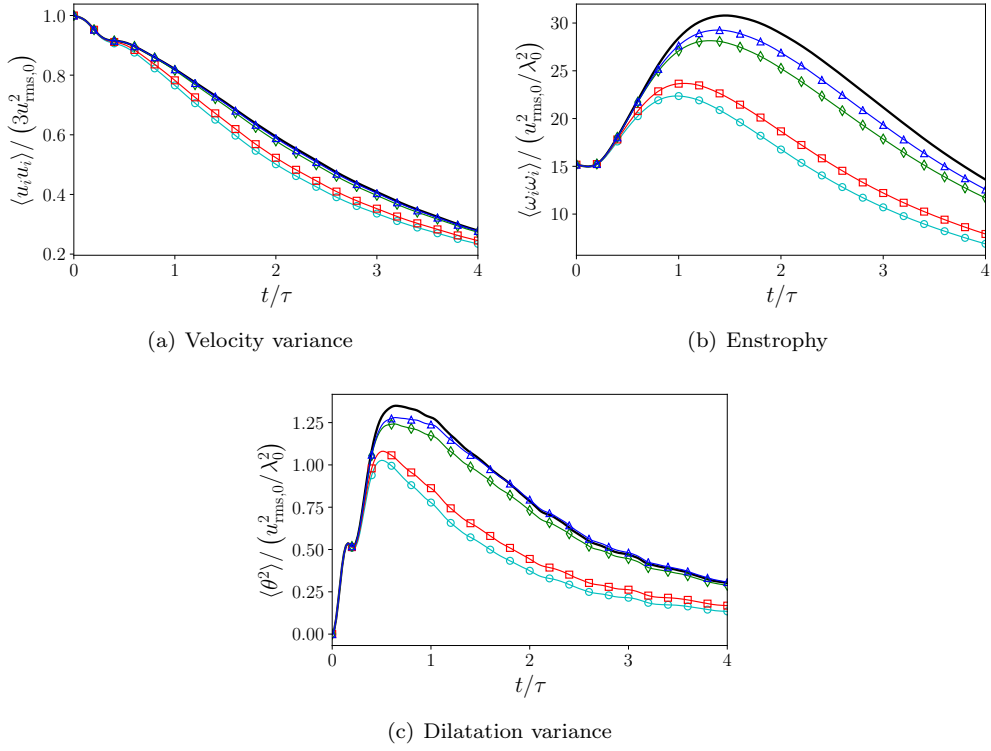 1.0
0.8
0.6
0.4
0.2
0 1 2 3 4
⟨u_i u_i⟩/ (3u²_rms,0)
t/τ
(a) Velocity variance
30
25
20
15
10
0 1 2 3 4
⟨ω_i ω_i⟩/ (u²_rms,0/λ²_0)
t/τ
(b) Enstrophy
1.25
1.00
0.75
0.50
0.25
0.00
0 1 2 3 4
⟨θ²⟩/ (u²_rms,0/λ²_0)
t/τ
(c) Dilatation variance